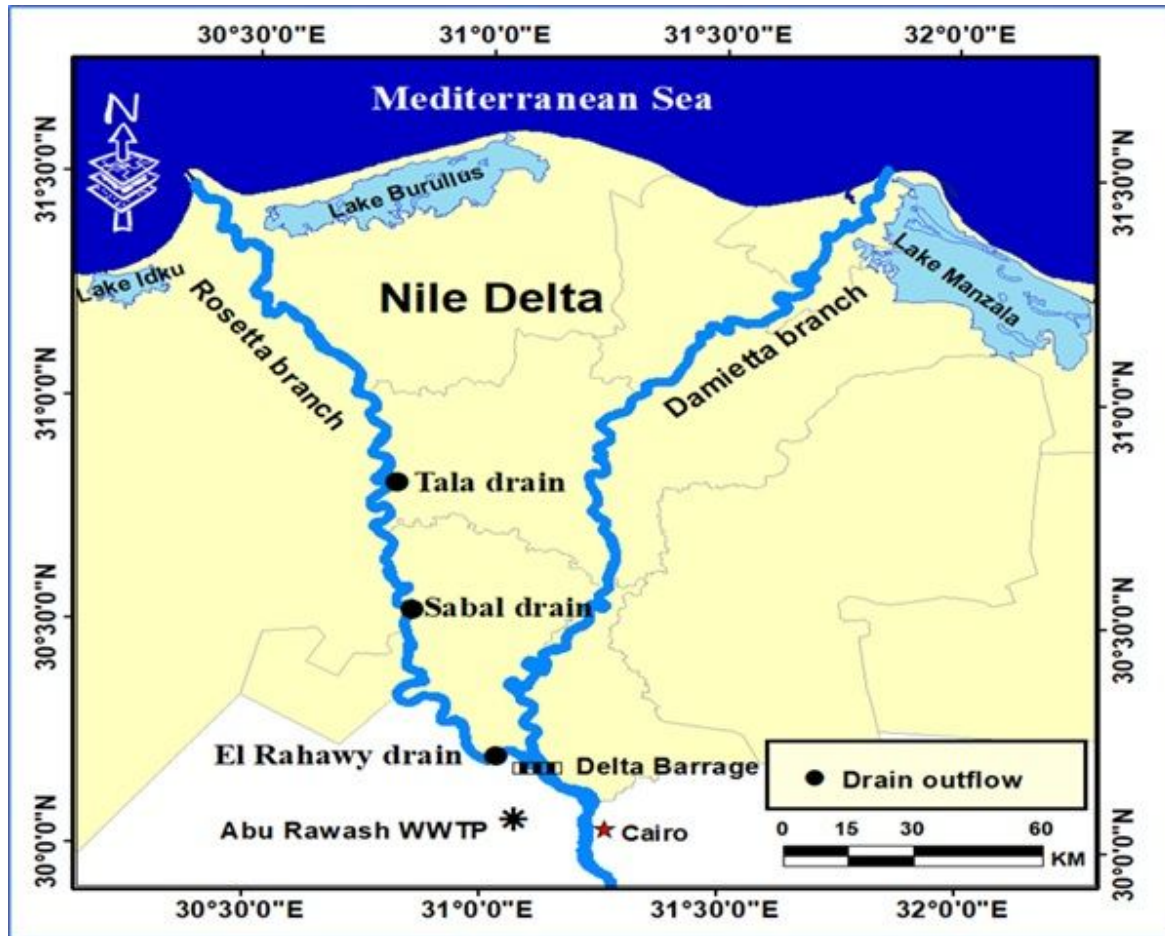 30°30'0"E
31°0'0"E
31°30'0"E
32°0'0"E
Mediterranean Sea
N
31°30'0"N
31°30'0"N
Lake Burullus
Lake Idku
Nile Delta
Lake Manzala
Rosetta branch
Damietta branch
31°0'0"N
31°0'0"N
Tala drain
Sabal drain
30°30'0"N
30°30'0"N
El Rahawy drain
Delta Barrage
Drain outflow
Abu Rawash WWTP
Cairo
0 15 30 60
KM
30°0'0"N
30°0'0"N
30°30'0"E
31°0'0"E
31°30'0"E
32°0'0"E